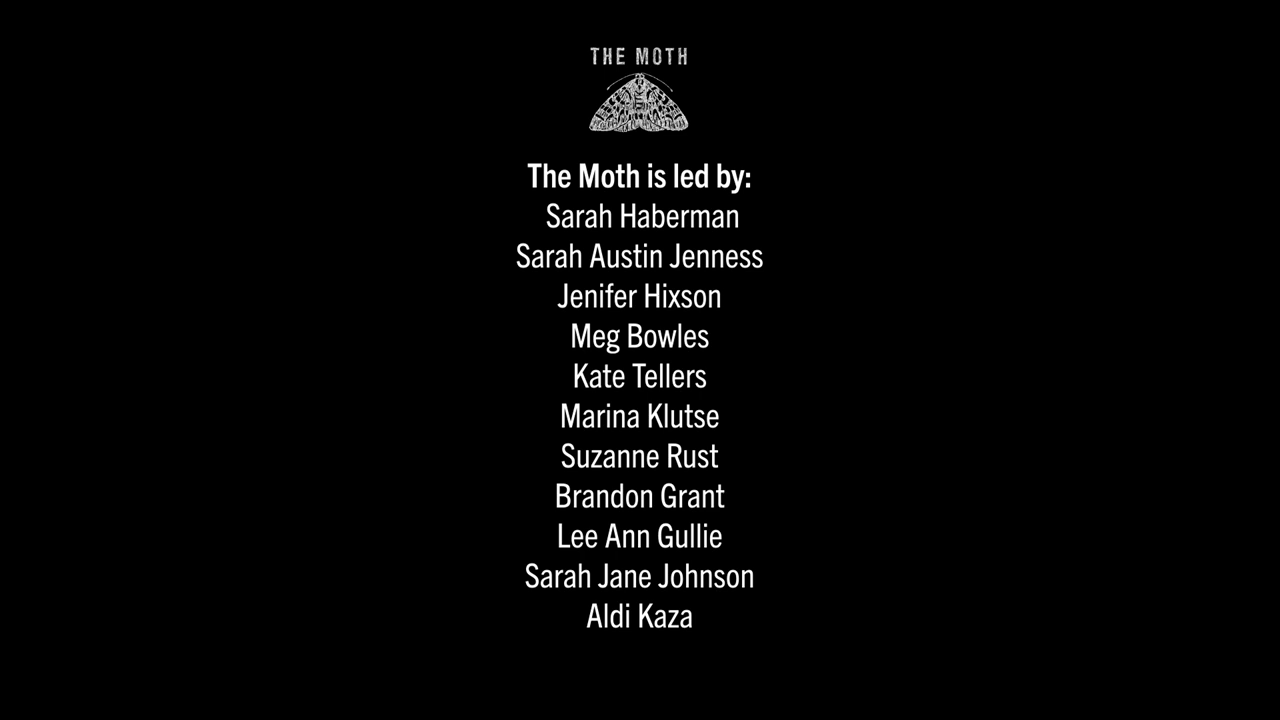 THE MOTH
The Moth is led by:
Sarah Haberman
Sarah Austin Jenness
Jenifer Hixson
Meg Bowles
Kate Tellers
Marina Klutse
Suzanne Rust
Brandon Grant
Lee Ann Gullie
Sarah Jane Johnson
Aldi Kaza